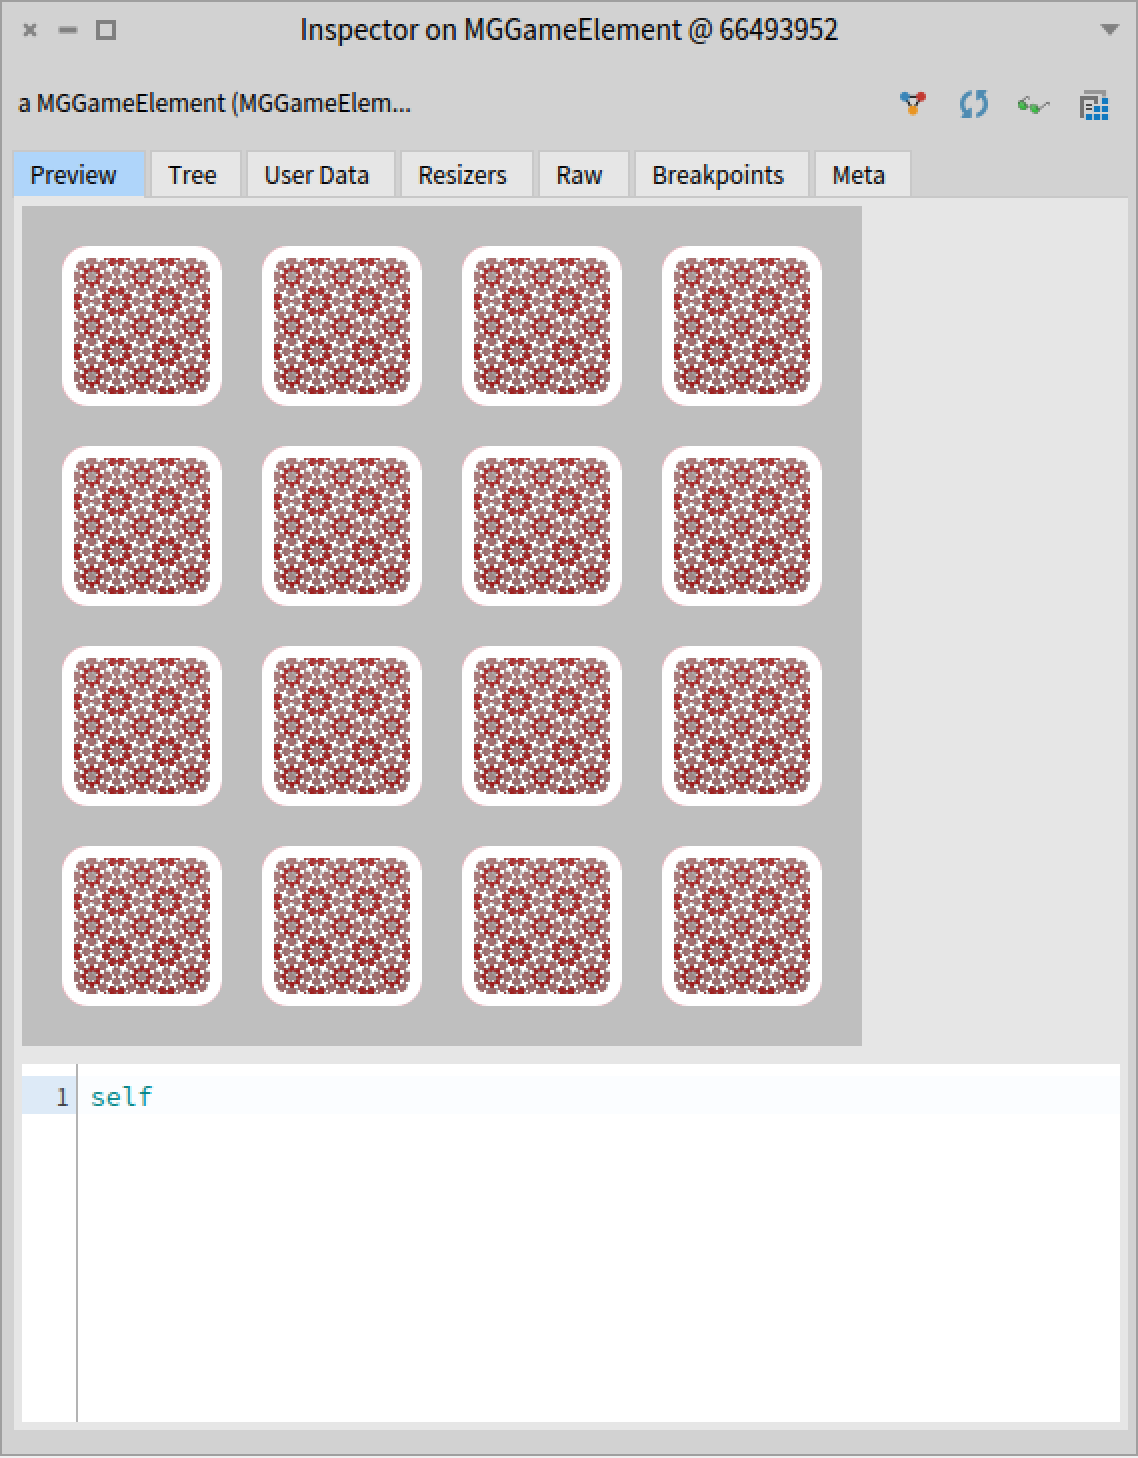 Inspector on MGGameElement @ 66493952
a MGGameElement (MGGameElem...
Preview Tree User Data Resizers Raw Breakpoints Meta
1 self